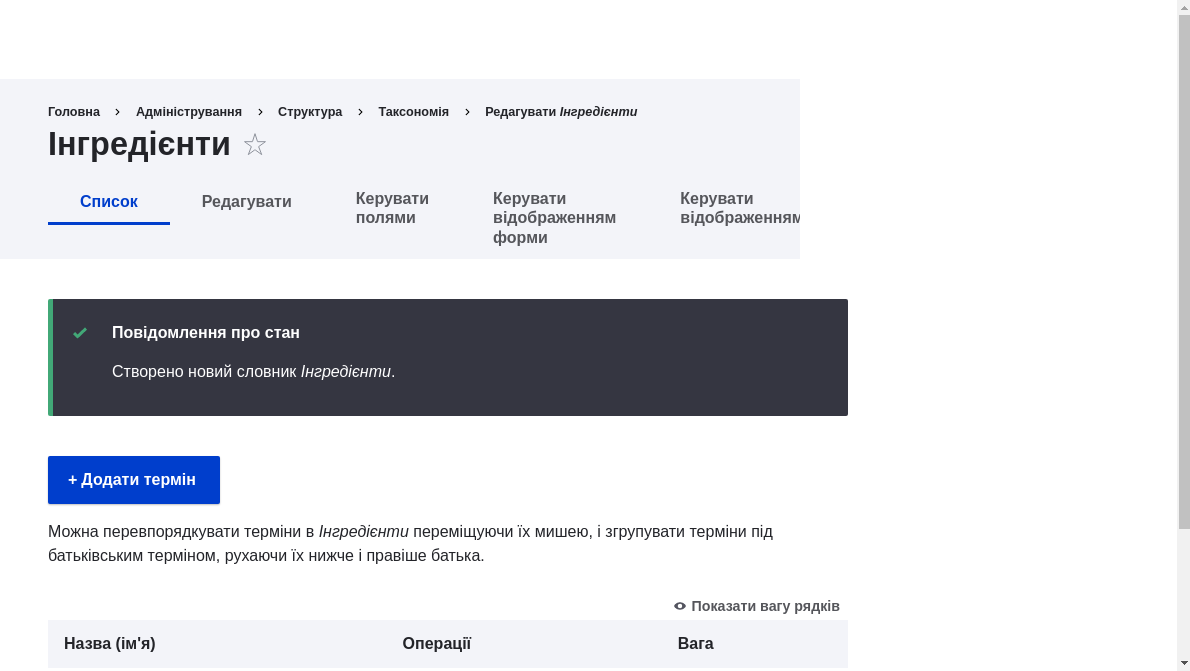 Головна > Адміністрування > Структура > Таксономія > Редагувати Інгредієнти
Інгредієнти ☆
Список
Редагувати
Керувати
полями
Керувати
відображенням
форми
Керувати
відображенням
Повідомлення про стан
Створено новий словник Інгредієнти.
+ Додати термін
Можна перевпорядкувати терміни в Інгредієнти переміщуючи їх мишею, і згрупувати терміни під
батьківським терміном, рухаючи їх нижче і правіше батька.
Показати вагу рядків
Назва (ім'я) Операції Вага